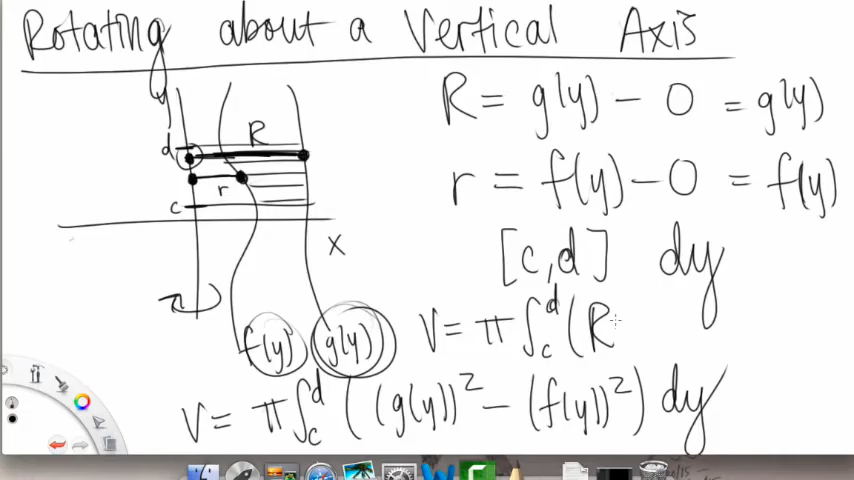 Rotating about a Vertical Axis
y
d
R
r
c
x
f(y) g(y)
R = g(y) - 0 = g(y)
r = f(y) - 0 = f(y)
[c,d] dy
V = π∫_c^d (R
V = π∫_c^d ((g(y))^2 - (f(y))^2) dy